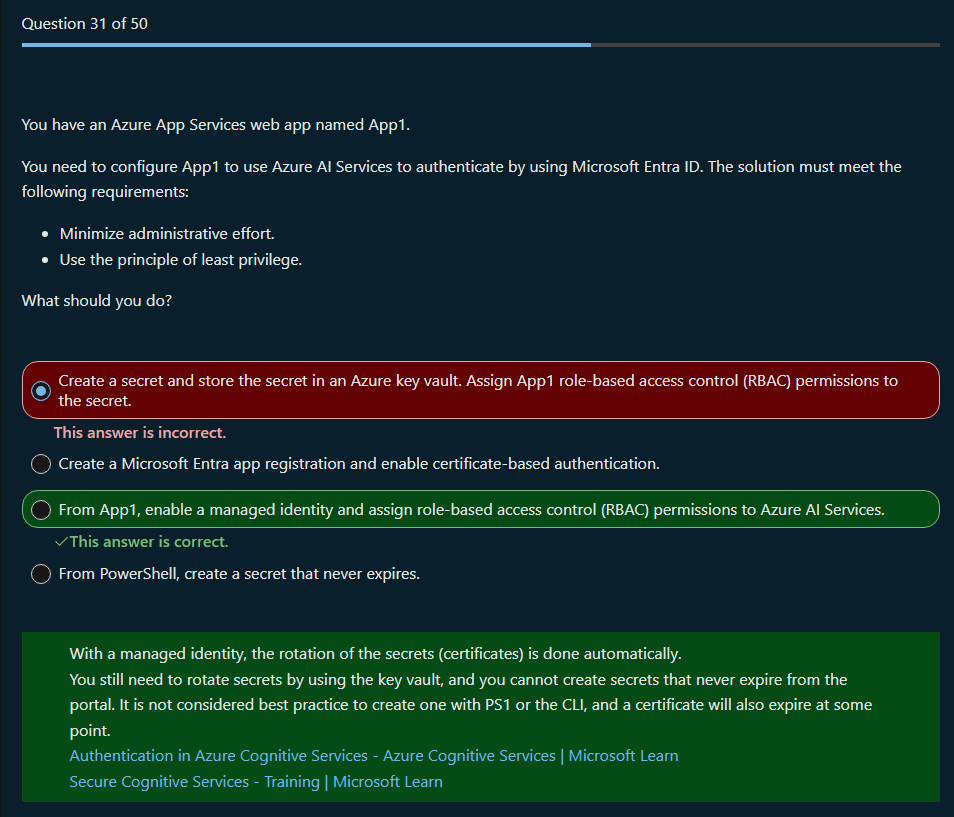 Question 31 of 50
You have an Azure App Services web app named App1.
You need to configure App1 to use Azure AI Services to authenticate by using Microsoft Entra ID. The solution must meet the
following requirements:
• Minimize administrative effort.
• Use the principle of least privilege.
What should you do?
Create a secret and store the secret in an Azure key vault. Assign App1 role-based access control (RBAC) permissions to
the secret.
This answer is incorrect.
Create a Microsoft Entra app registration and enable certificate-based authentication.
From App1, enable a managed identity and assign role-based access control (RBAC) permissions to Azure AI Services.
✓This answer is correct.
From PowerShell, create a secret that never expires.
With a managed identity, the rotation of the secrets (certificates) is done automatically.
You still need to rotate secrets by using the key vault, and you cannot create secrets that never expire from the
portal. It is not considered best practice to create one with PS1 or the CLI, and a certificate will also expire at some
point.
Authentication in Azure Cognitive Services - Azure Cognitive Services | Microsoft Learn
Secure Cognitive Services - Training | Microsoft Learn